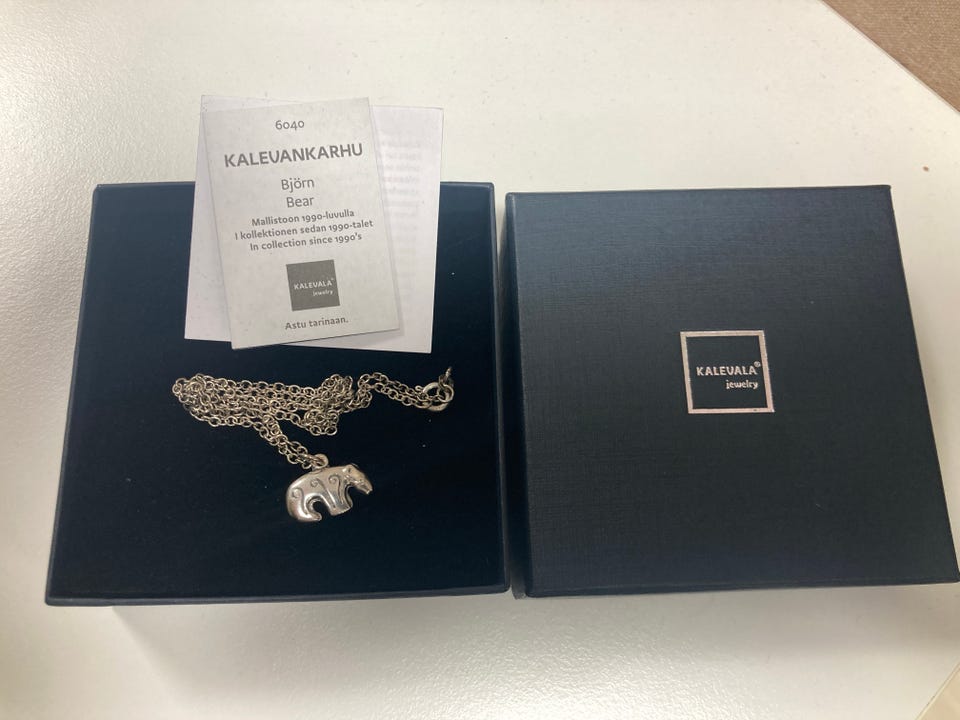 6040
KALEVANKARHU
Björn
Bear
Mallistoon 1990-luvulla
I kollektionen sedan 1990-talet
In collection since 1990's
KALEVALA®
jewelry
Astu tarinaan.
KALEVALA®
jewelry